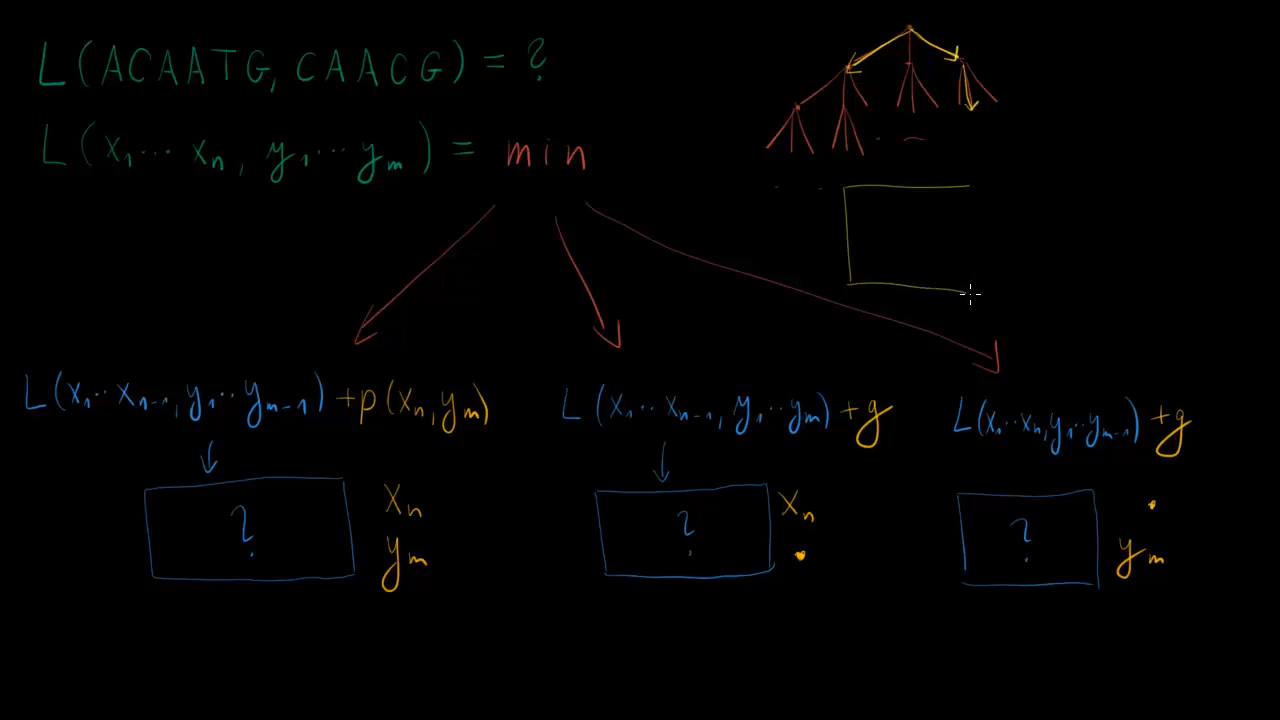 L(ACAATG, CAACG) = ?
L(x₁... xₙ, y₁... yₘ) = min
L(x₁.. xₙ₋₁, y₁.. yₘ₋₁) + p(xₙ, yₘ)
L(x₁.. xₙ₋₁, y₁.. yₘ) + g
L(x₁.. xₙ, y₁.. yₘ₋₁) + g
? xₙ
yₘ
? xₙ
•
? •
yₘ